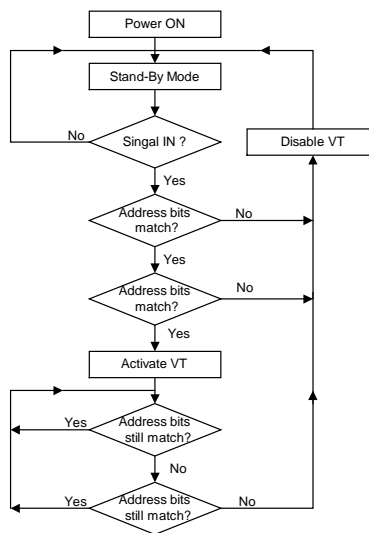 Power ON
Stand-By Mode
No
Singal IN ?
Disable VT
Yes
Address bits
match?
No
Yes
Address bits
match?
No
Yes
Activate VT
Yes
Address bits
still match?
No
Yes
Address bits
still match?
No